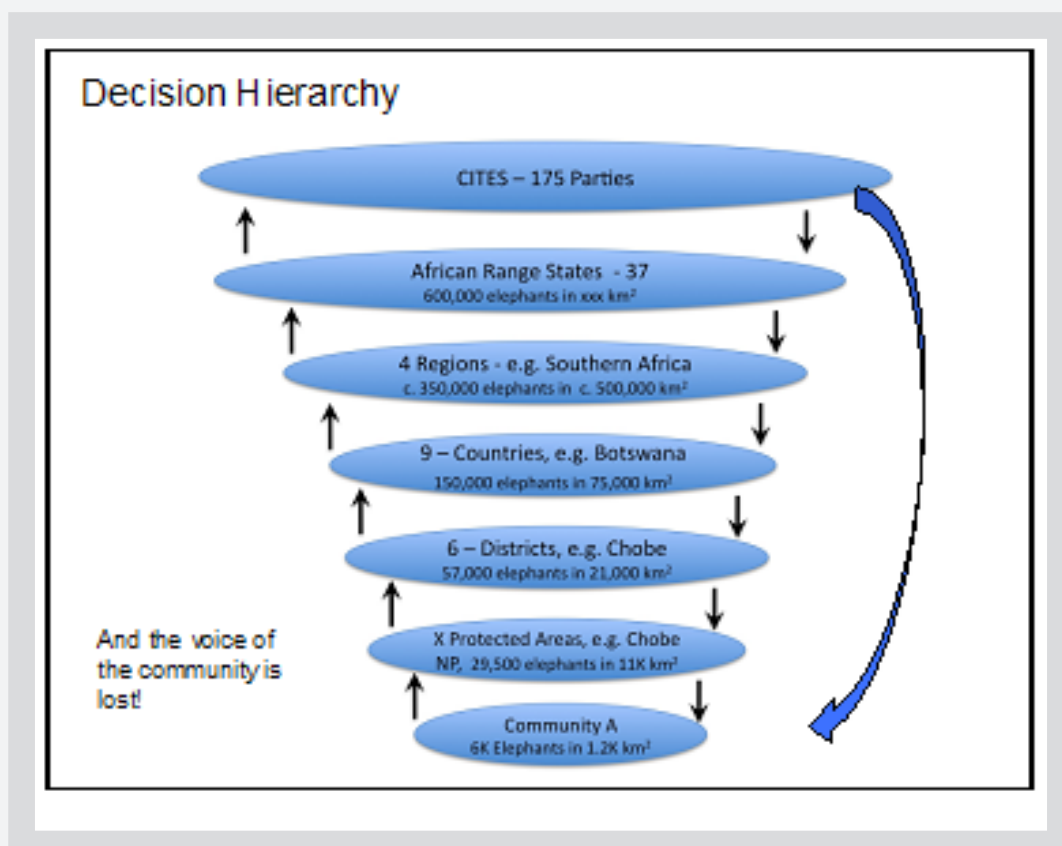 Decision Hierarchy
CITES – 175 Parties
African Range States - 37
600,000 elephants in xxx km²
4 Regions - e.g. Southern Africa
c. 350,000 elephants in c. 500,000 km²
9 – Countries, e.g. Botswana
150,000 elephants in 75,000 km²
6 – Districts, e.g. Chobe
57,000 elephants in 21,000 km²
X Protected Areas, e.g. Chobe
NP, 29,500 elephants in 11K km²
And the voice of
the community is
lost!
Community A
6K Elephants in 1.2K km²